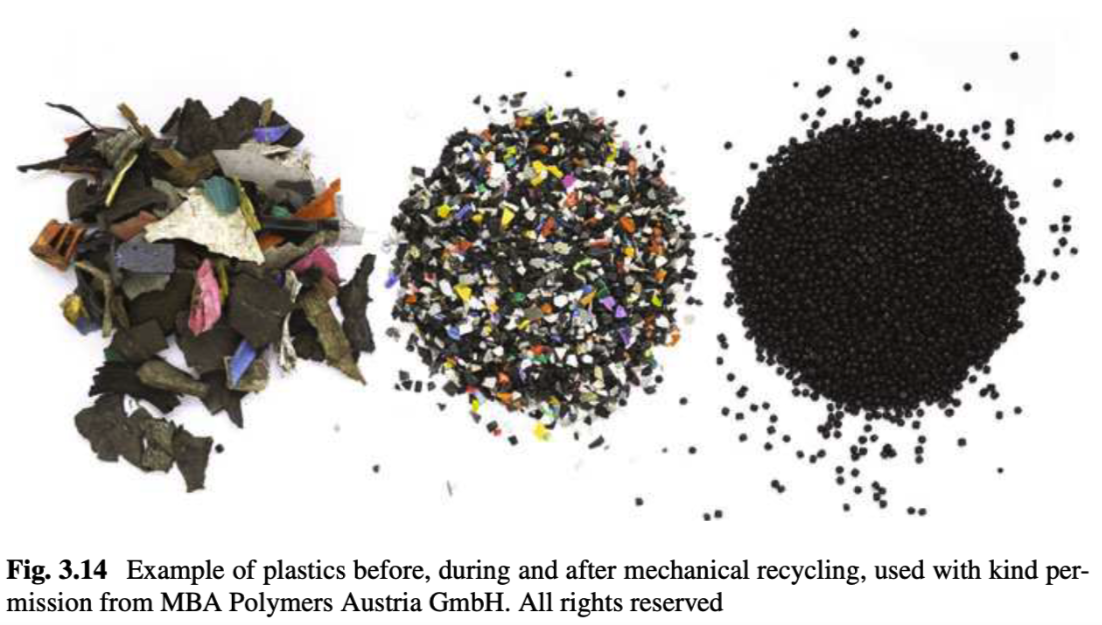 Fig. 3.14 Example of plastics before, during and after mechanical recycling, used with kind per-
mission from MBA Polymers Austria GmbH. All rights reserved